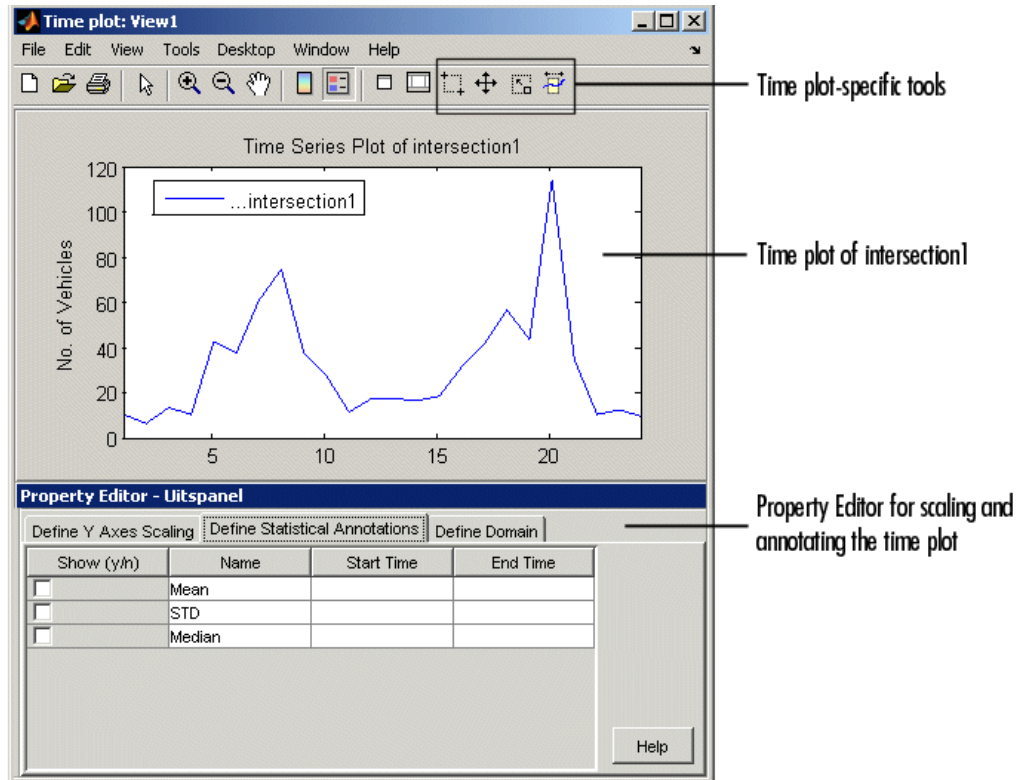 Time plot: View1
File Edit View Tools Desktop Window Help
Time plot-specific tools
Time Series Plot of intersection1
...intersection1
No. of Vehicles
120
100
80
60
40
20
0
5 10 15 20
Time plot of intersection1
Property Editor - Uitspanel
Define Y Axes Scaling Define Statistical Annotations Define Domain
Show (y/n) Name Start Time End Time
Mean
STD
Median
Help
Property Editor for scaling and
annotating the time plot